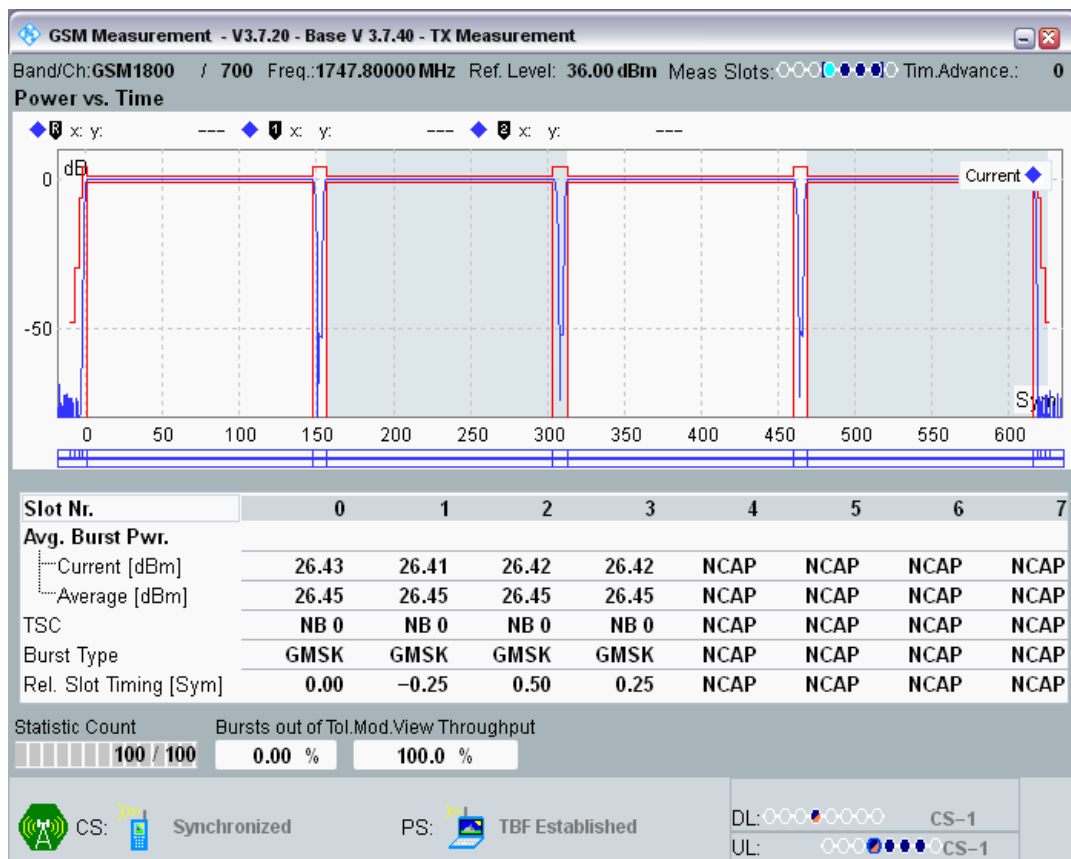 GSM Measurement - V3.7.20 - Base V 3.7.40 - TX Measurement
Band/Ch:GSM1800 / 700 Freq.:1747.80000 MHz Ref. Level: 36.00 dBm Meas Slots: Tim.Advance.: 0
Power vs. Time
R x: y: --- 1 x: y: --- 2 x: y: ---
dB
0
Current
-50
Sym
0 50 100 150 200 250 300 350 400 450 500 550 600
Slot Nr. 0 1 2 3 4 5 6 7
Avg. Burst Pwr.
Current [dBm] 26.43 26.41 26.42 26.42 NCAP NCAP NCAP NCAP
Average [dBm] 26.45 26.45 26.45 26.45 NCAP NCAP NCAP NCAP
TSC NB 0 NB 0 NB 0 NB 0 NCAP NCAP NCAP NCAP
Burst Type GMSK GMSK GMSK GMSK NCAP NCAP NCAP NCAP
Rel. Slot Timing [Sym] 0.00 −0.25 0.50 0.25 NCAP NCAP NCAP NCAP
Statistic Count Bursts out of Tol.Mod.View Throughput
100 / 100 0.00 % 100.0 %
CS: Synchronized PS: TBF Established DL: CS−1
UL: CS−1